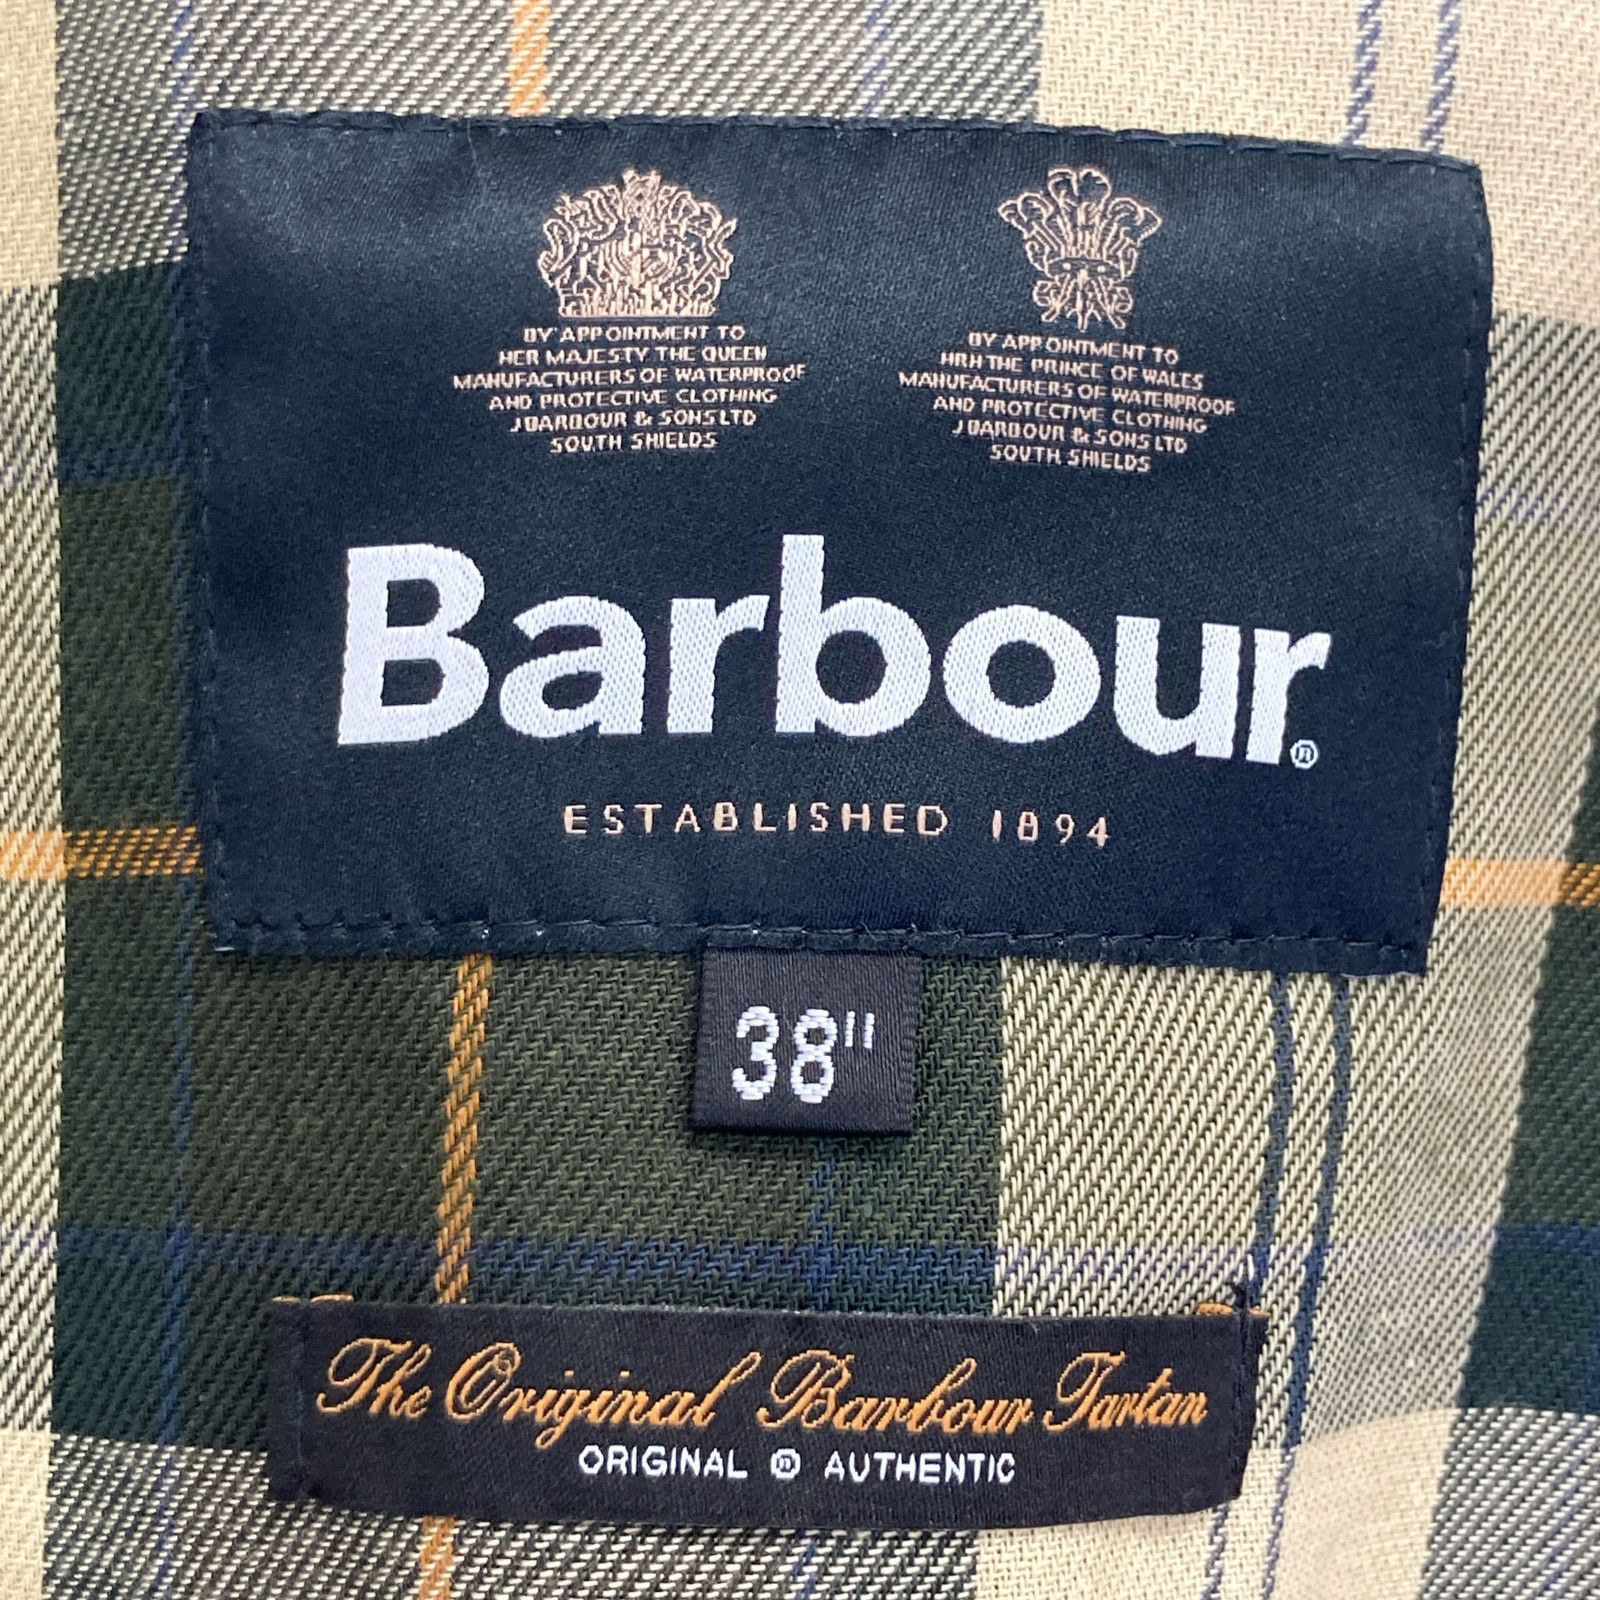 BY APPOINTMENT TO
HER MAJESTY THE QUEEN
MANUFACTURERS OF WATERPROOF
AND PROTECTIVE CLOTHING
J BARBOUR & SONS LTD
SOUTH SHIELDS
BY APPOINTMENT TO
HRH THE PRINCE OF WALES
MANUFACTURERS OF WATERPROOF
AND PROTECTIVE CLOTHING
J BARBOUR & SONS LTD
SOUTH SHIELDS
Barbour®
ESTABLISHED 1894
38"
The Original Barbour Tartan
ORIGINAL ® AUTHENTIC